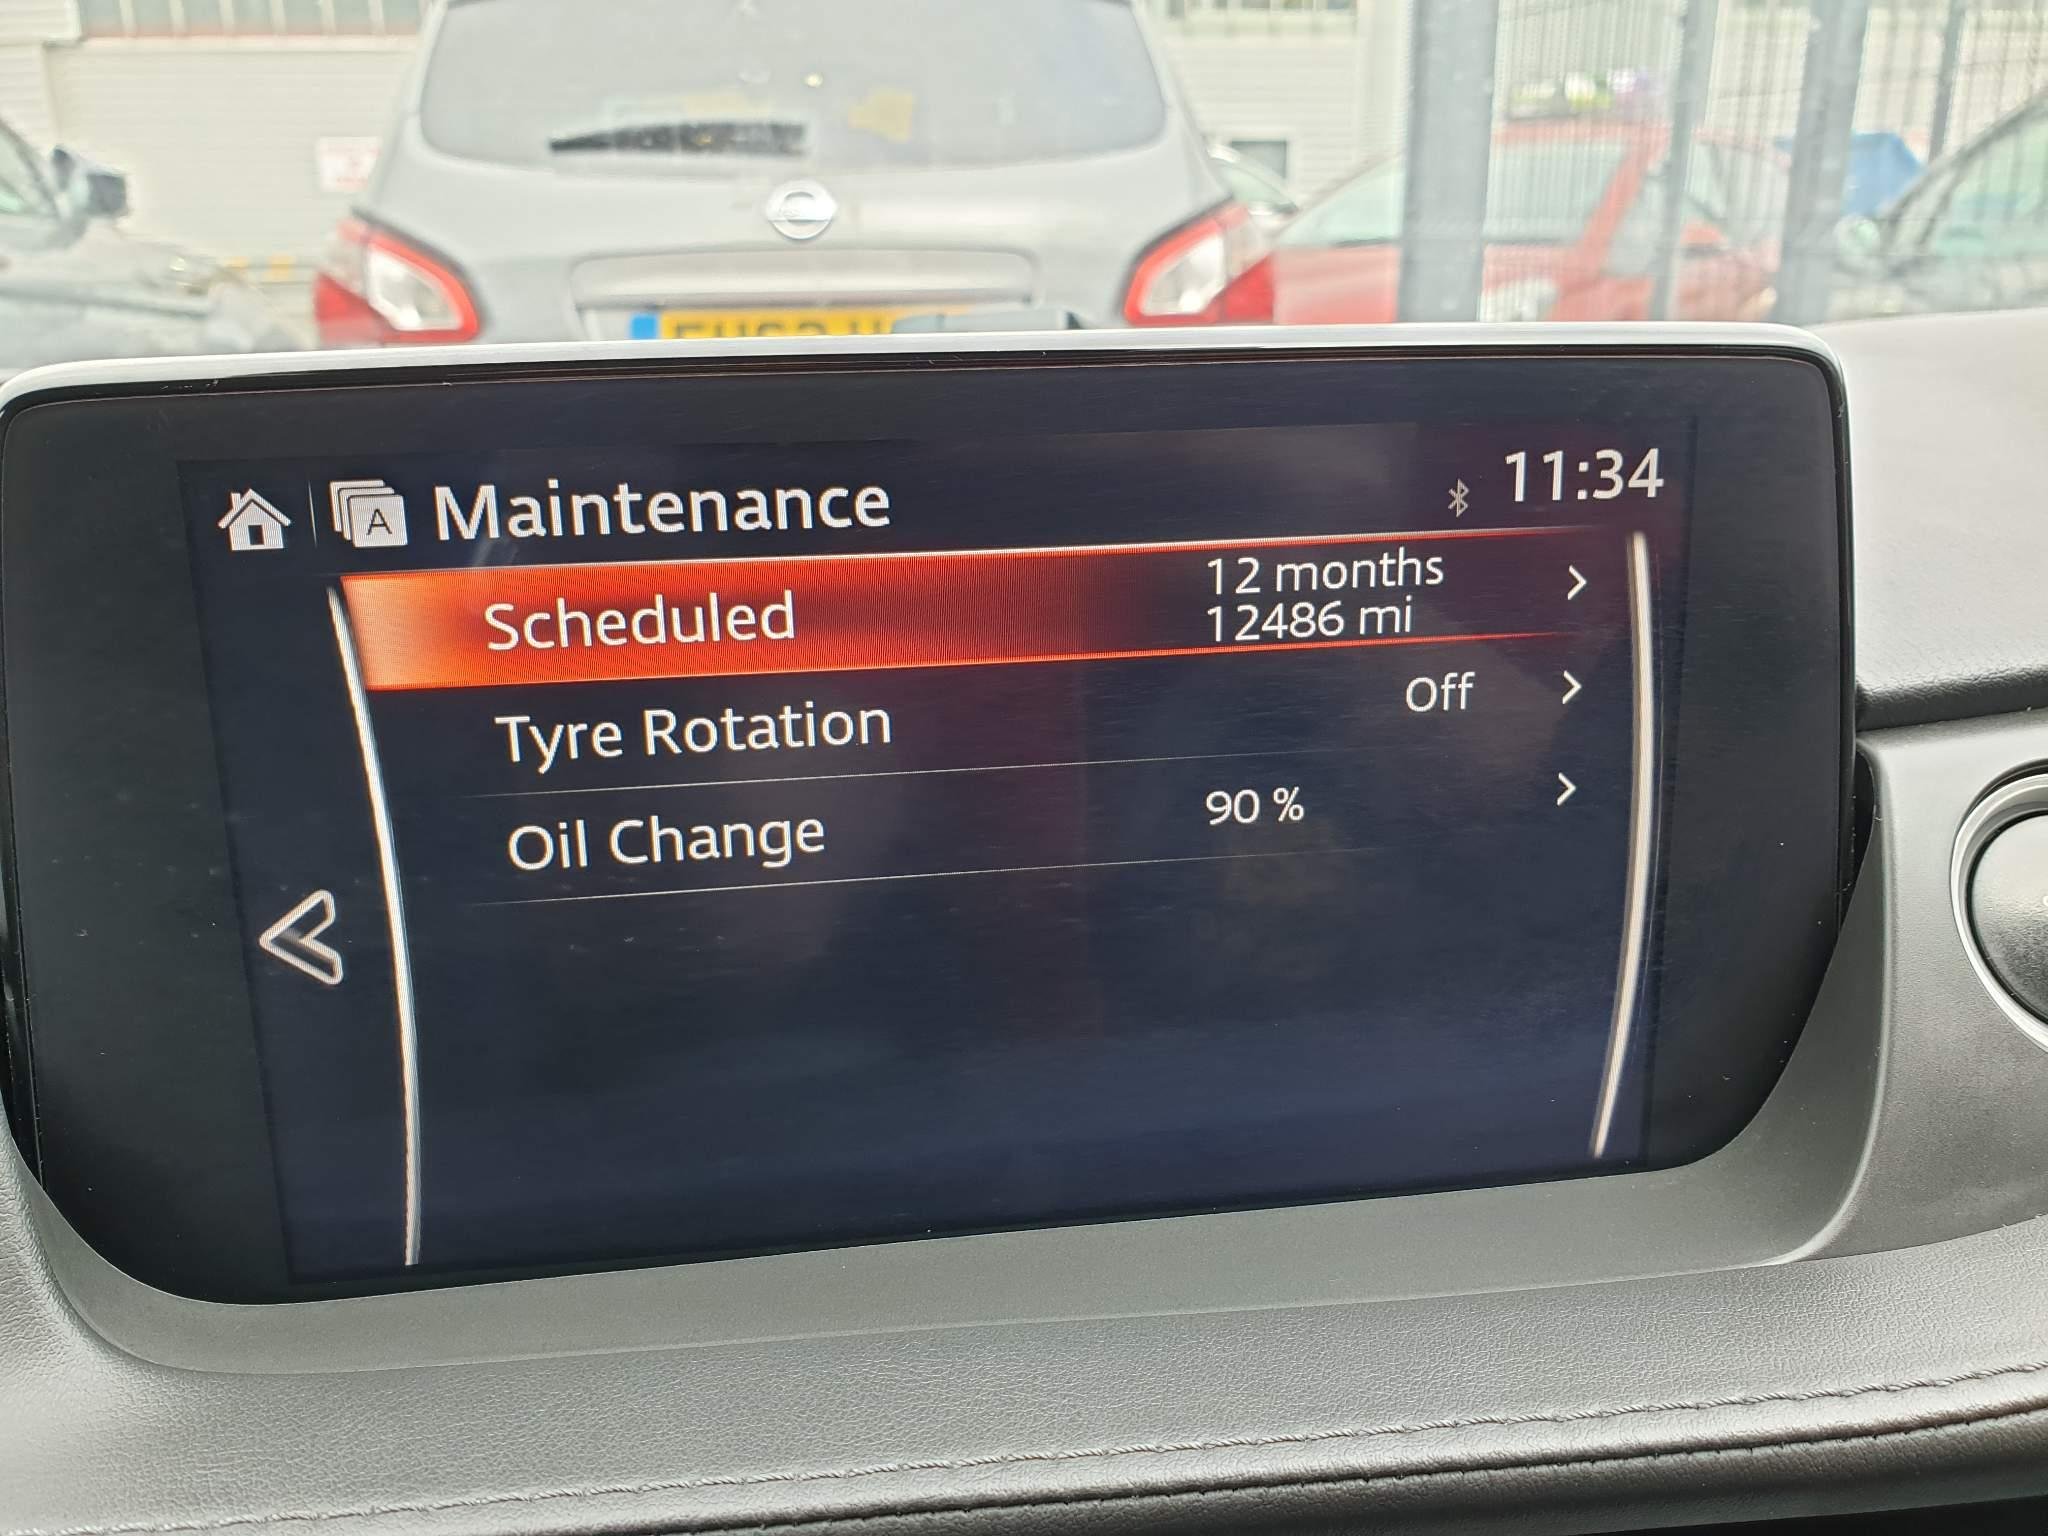 A Maintenance 11:34
Scheduled 12 months
12486 mi
Tyre Rotation Off
Oil Change 90 %